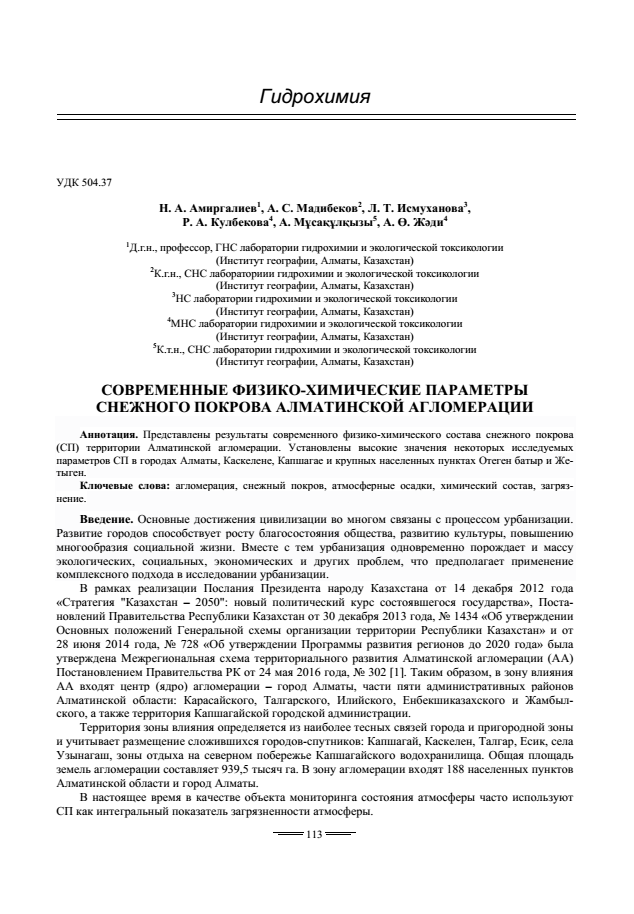 Гидрохимия
УДК 504.37
Н. А. Амиргалиев¹, А. С. Мадибеков², Л. Т. Исмуханова³,
Р. А. Кулбекова⁴, А. Мұсақұлқызы⁵, А. Ө. Жәди⁴
¹Д.г.н., профессор, ГНС лаборатории гидрохимии и экологической токсикологии
(Институт географии, Алматы, Казахстан)
²К.г.н., СНС лабораториии гидрохимии и экологической токсикологии
(Институт географии, Алматы, Казахстан)
³НС лаборатории гидрохимии и экологической токсикологии
(Институт географии, Алматы, Казахстан)
⁴МНС лаборатории гидрохимии и экологической токсикологии
(Институт географии, Алматы, Казахстан)
⁵К.т.н., СНС лаборатории гидрохимии и экологической токсикологии
(Институт географии, Алматы, Казахстан)
СОВРЕМЕННЫЕ ФИЗИКО-ХИМИЧЕСКИЕ ПАРАМЕТРЫ
СНЕЖНОГО ПОКРОВА АЛМАТИНСКОЙ АГЛОМЕРАЦИИ
Аннотация. Представлены результаты современного физико-химического состава снежного покрова
(СП) территории Алматинской агломерации. Установлены высокие значения некоторых исследуемых
параметров СП в городах Алматы, Каскелене, Капшагае и крупных населенных пунктах Отеген батыр и Же-
тыген.
Ключевые слова: агломерация, снежный покров, атмосферные осадки, химический состав, загряз-
нение.
Введение. Основные достижения цивилизации во многом связаны с процессом урбанизации.
Развитие городов способствует росту благосостояния общества, развитию культуры, повышению
многообразия социальной жизни. Вместе с тем урбанизация одновременно порождает и массу
экологических, социальных, экономических и других проблем, что предполагает применение
комплексного подхода в исследовании урбанизации.
В рамках реализации Послания Президента народу Казахстана от 14 декабря 2012 года
«Стратегия "Казахстан – 2050": новый политический курс состоявшегося государства», Поста-
новлений Правительства Республики Казахстан от 30 декабря 2013 года, № 1434 «Об утверждении
Основных положений Генеральной схемы организации территории Республики Казахстан» и от
28 июня 2014 года, № 728 «Об утверждении Программы развития регионов до 2020 года» была
утверждена Межрегиональная схема территориального развития Алматинской агломерации (АА)
Постановлением Правительства РК от 24 мая 2016 года, № 302 [1]. Таким образом, в зону влияния
АА входят центр (ядро) агломерации – город Алматы, части пяти административных районов
Алматинской области: Карасайского, Талгарского, Илийского, Енбекшиказахского и Жамбыл-
ского, а также территория Капшагайской городской администрации.
Территория зоны влияния определяется из наиболее тесных связей города и пригородной зоны
и учитывает размещение сложившихся городов-спутников: Капшагай, Каскелен, Талгар, Есик, села
Узынагаш, зоны отдыха на северном побережье Капшагайского водохранилища. Общая площадь
земель агломерации составляет 939,5 тысяч га. В зону агломерации входят 188 населенных пунктов
Алматинской области и город Алматы.
В настоящее время в качестве объекта мониторинга состояния атмосферы часто используют
СП как интегральный показатель загрязненности атмосферы.
113